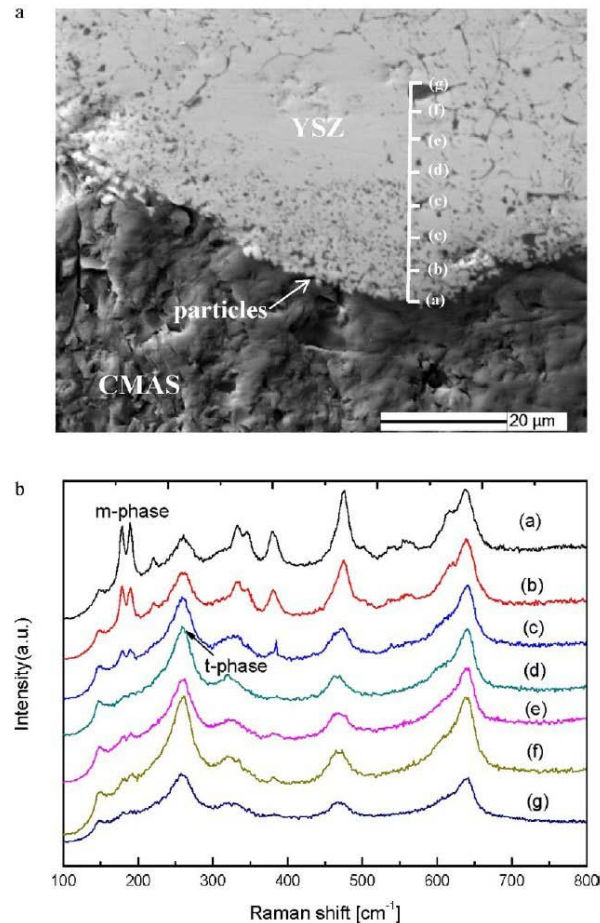 a
(g)
(f)
YSZ
(e)
(d)
(c)
(c)
(b)
particles
(a)
CMAS
20 µm
b
m-phase
(a)
(b)
(c)
t-phase
(d)
(e)
(f)
(g)
Intensity(a.u.)
100 200 300 400 500 600 700 800
Raman shift [cm⁻¹]